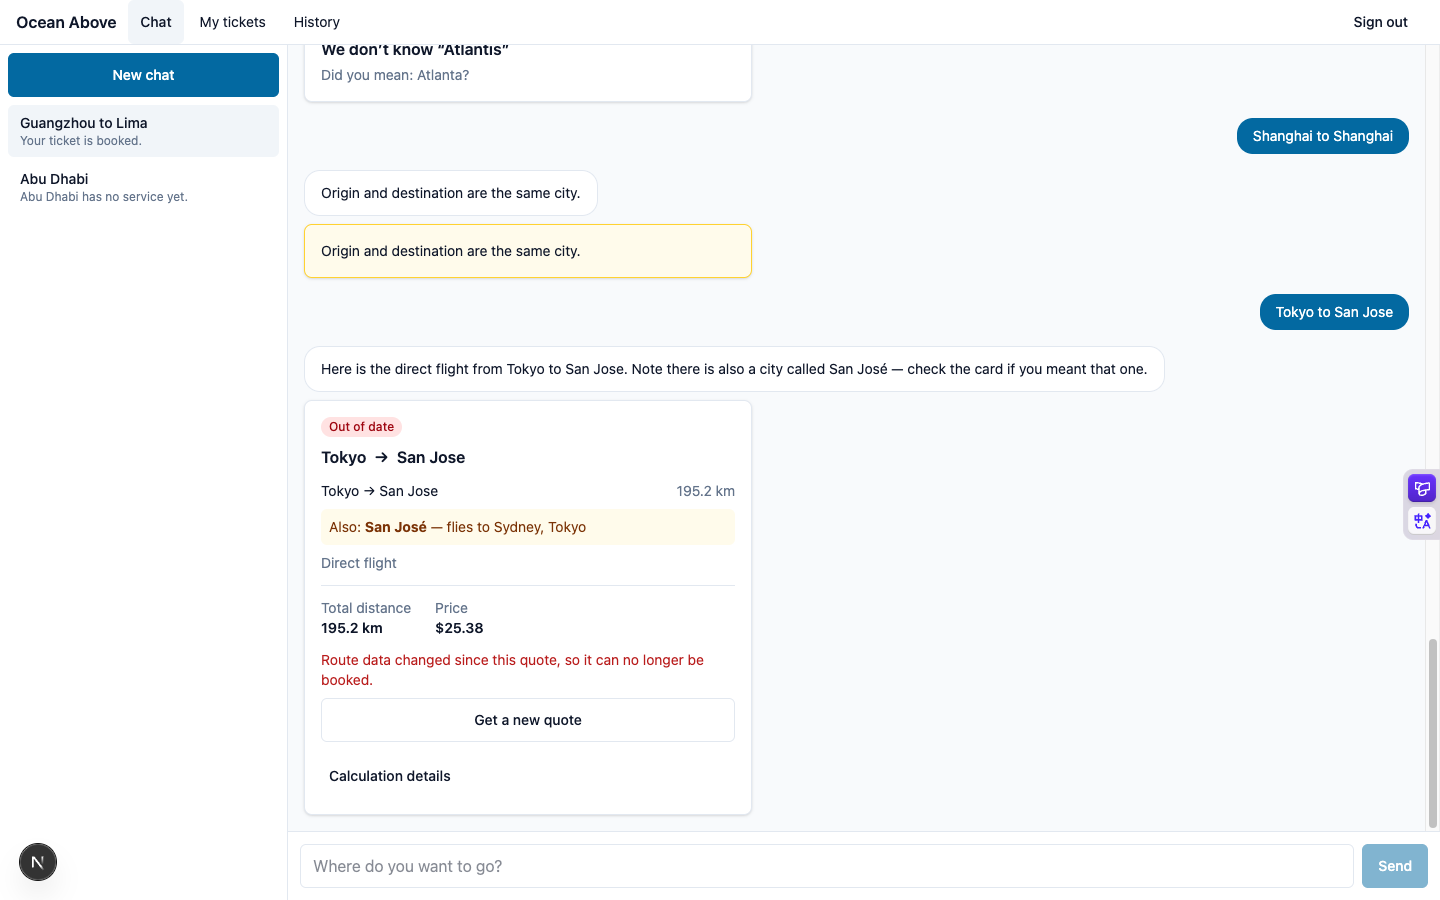 Ocean Above
Chat
My tickets
History
Sign out
New chat
Guangzhou to Lima
Your ticket is booked.
Abu Dhabi
Abu Dhabi has no service yet.
We don’t know “Atlantis”
Did you mean: Atlanta?
Shanghai to Shanghai
Origin and destination are the same city.
Origin and destination are the same city.
Tokyo to San Jose
Here is the direct flight from Tokyo to San Jose. Note there is also a city called San José — check the card if you meant that one.
Out of date
Tokyo → San Jose
Tokyo → San Jose 195.2 km
Also: San José — flies to Sydney, Tokyo
Direct flight
Total distance Price
195.2 km $25.38
Route data changed since this quote, so it can no longer be
booked.
Get a new quote
Calculation details
中A
N
Where do you want to go?
Send